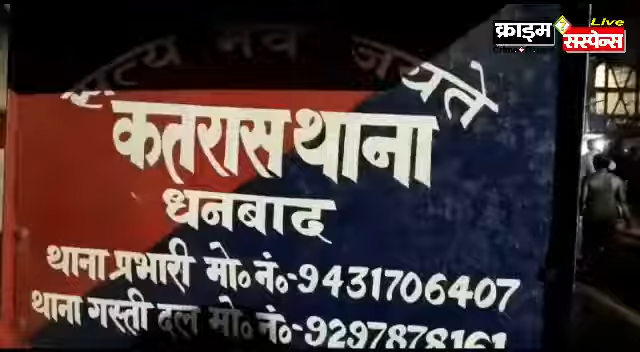 क्राइम Live
सस्पेन्स
सत्य मेव जयते
कतरास थाना
धनबाद
थाना प्रभारी मो० नं०-9431706407
थाना गस्ती दल मो० नं०-9297878161